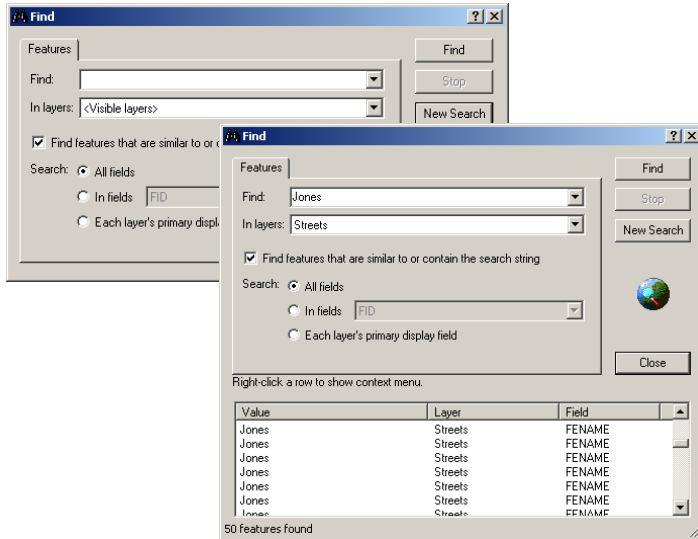 Find
Features
Find
Find:
Stop
In layers: <Visible layers>
New Search
Find features that are similar to or
Search: All fields
In fields FID
Each layer's primary
Find
Features
Find
Find: Jones
Stop
In layers: Streets
New Search
Find features that are similar to or contain the search string
Search: All fields
In fields FID
Each layer's primary display field
Close
Right-click a row to show context menu.
Value Layer Field
Jones Streets FENAME
Jones Streets FENAME
Jones Streets FENAME
Jones Streets FENAME
Jones Streets FENAME
Jones Streets FENAME
Jones Streets FENAME
50 features found